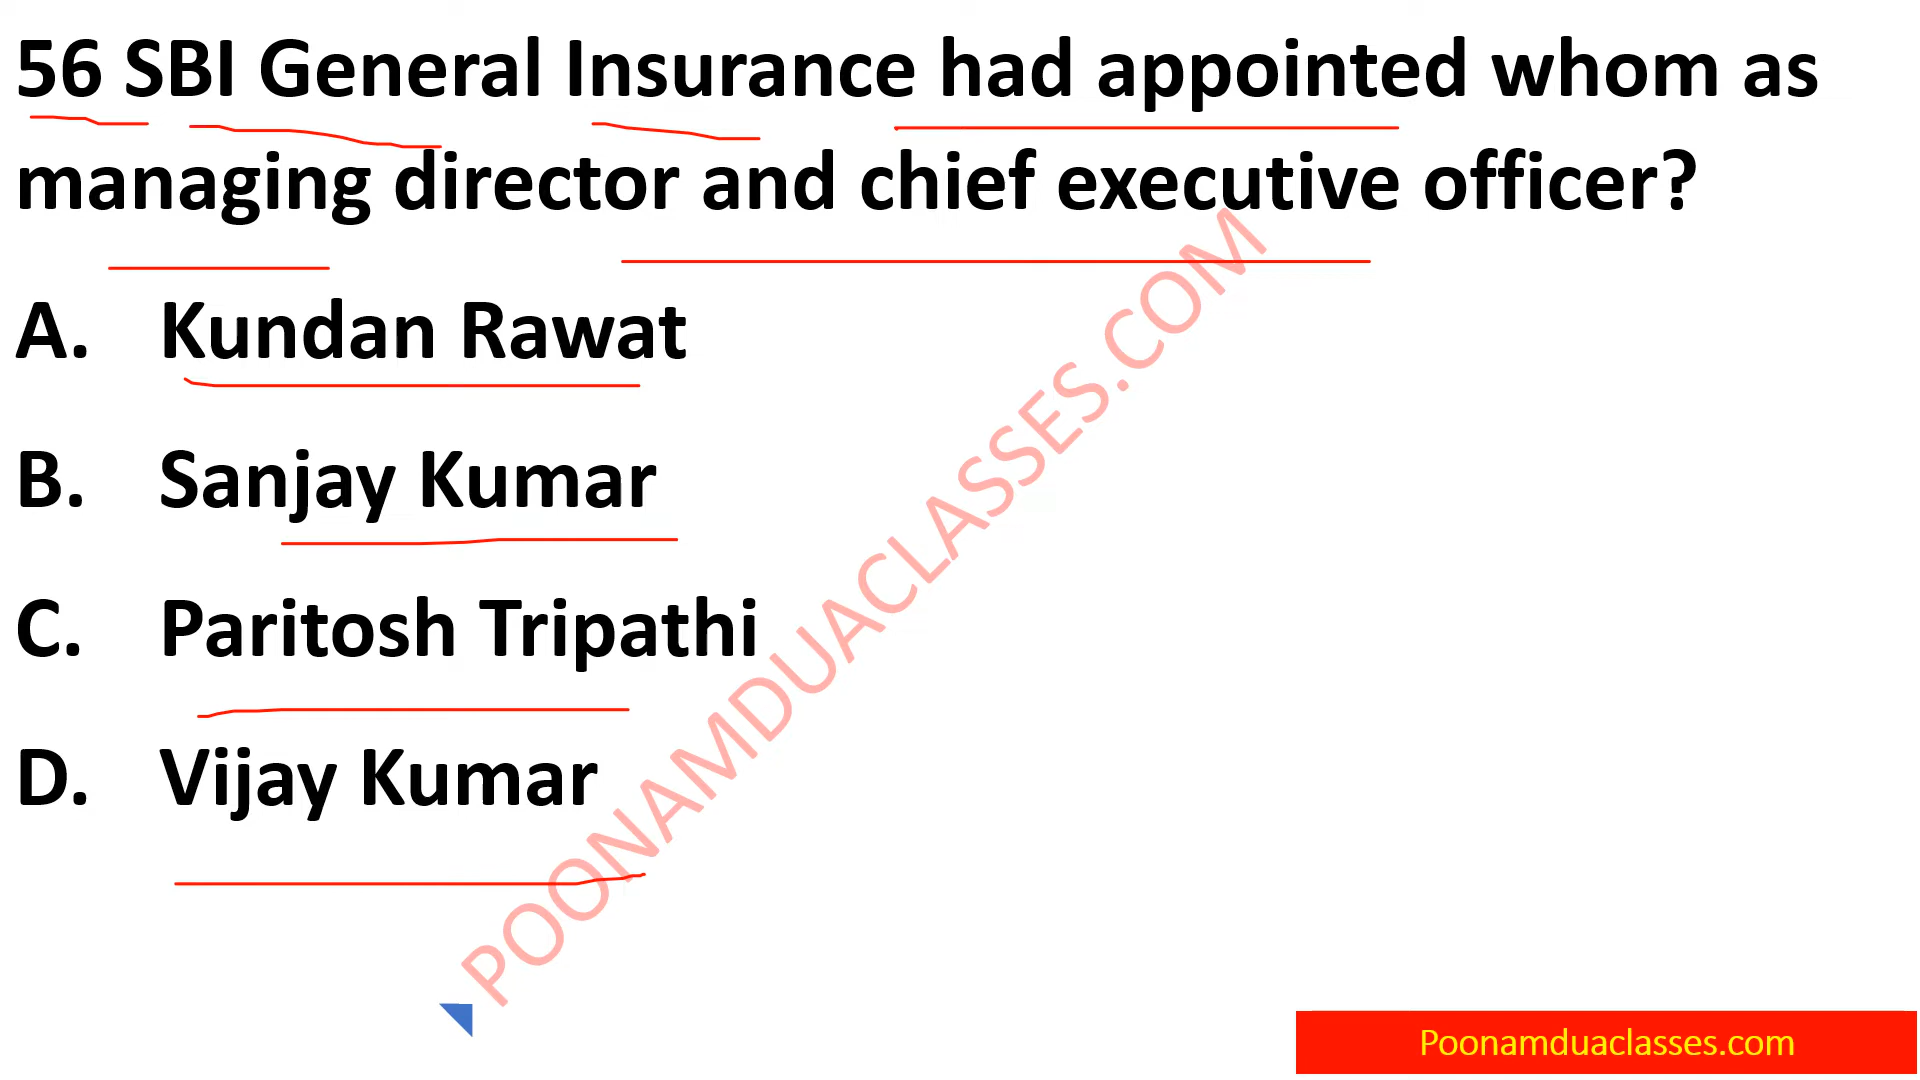 56 SBI General Insurance had appointed whom as
managing director and chief executive officer?
A. Kundan Rawat
B. Sanjay Kumar
C. Paritosh Tripathi
D. Vijay Kumar
POONAMDUACLASSES.COM
Poonamduaclasses.com